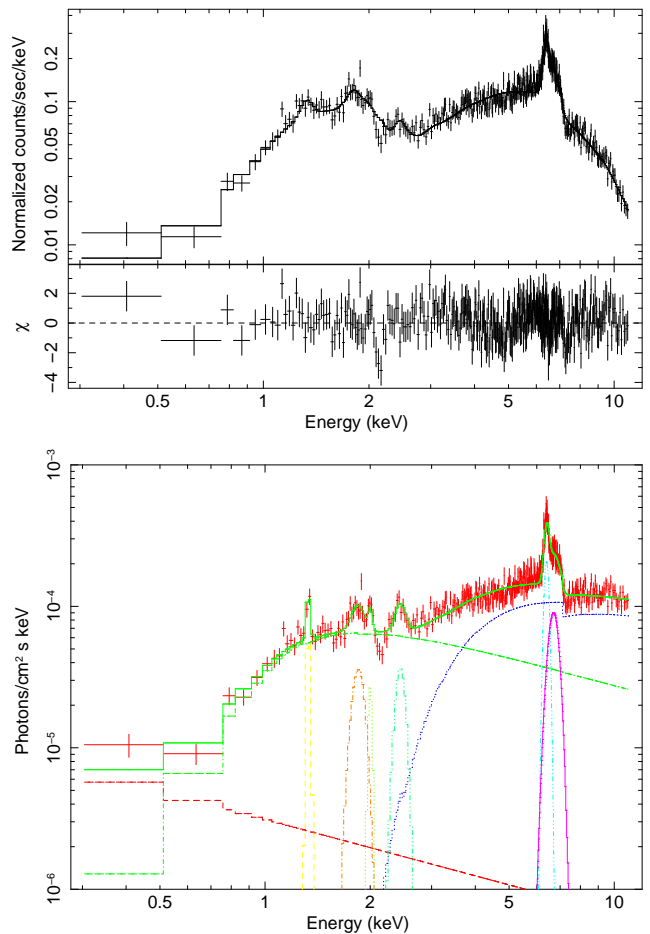 Normalized counts/sec/keV
0.2
0.1
0.05
0.02
0.01
χ
2
0
−2
−4
0.5 1 2 5 10
Energy (keV)
Photons/cm² s keV
10⁻³
10⁻⁴
10⁻⁵
10⁻⁶
0.5 1 2 5 10
Energy (keV)